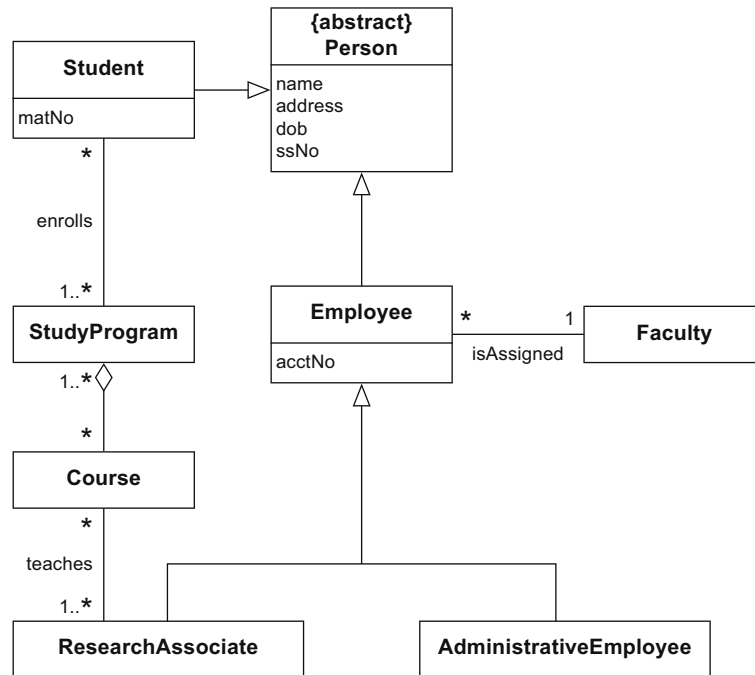 {abstract}
Person
name
address
dob
ssNo
Student
matNo
*
enrolls
1..*
StudyProgram
1..*
*
Course
*
teaches
1..*
ResearchAssociate
Employee
acctNo
*
1
isAssigned
Faculty
AdministrativeEmployee